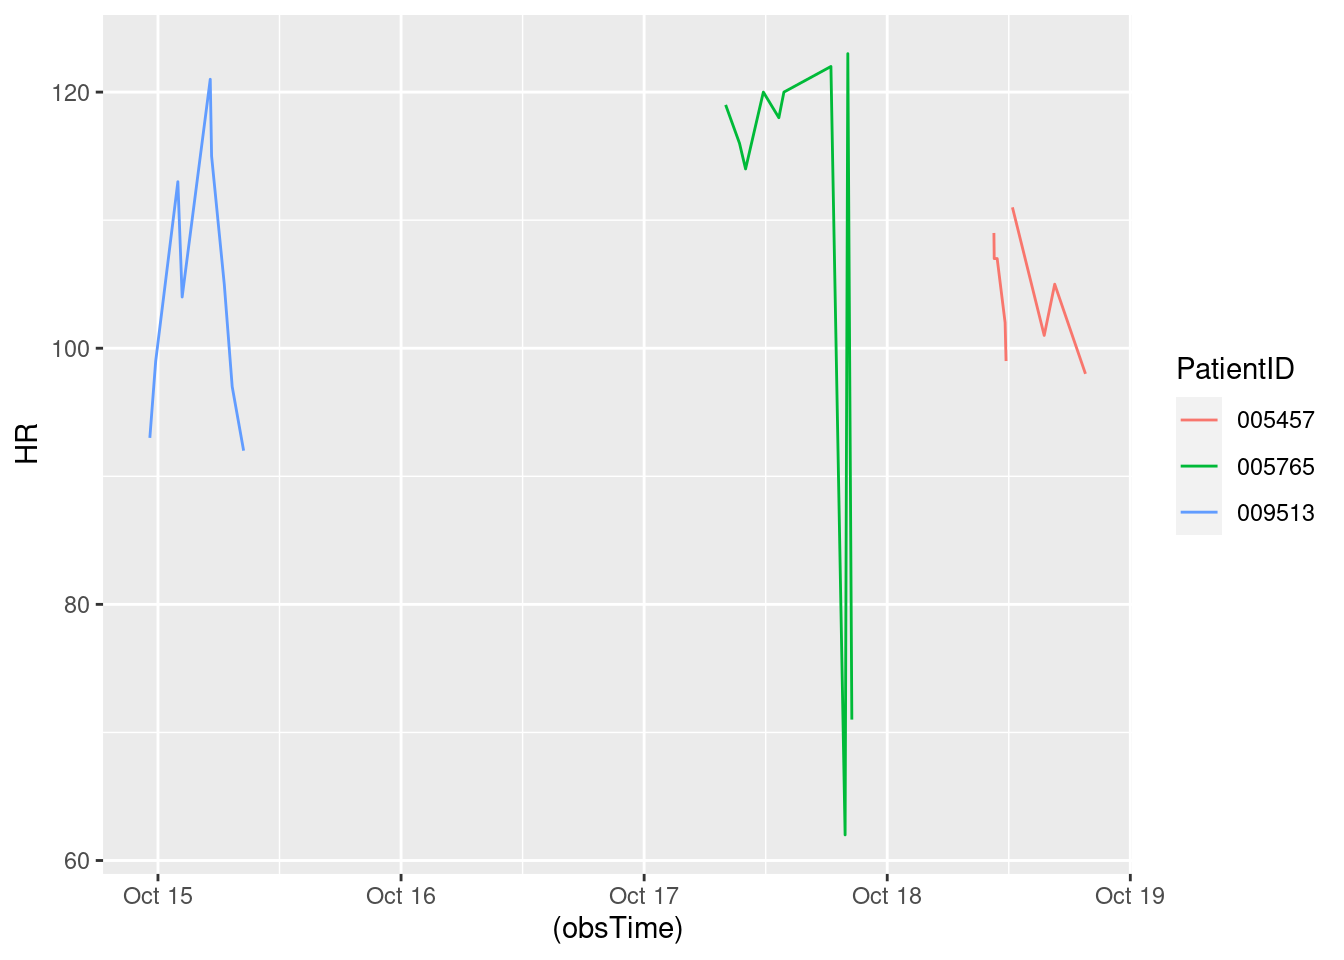 120
100
80
60
HR
Oct 15
Oct 16
Oct 17
Oct 18
Oct 19
(obsTime)
PatientID
005457
005765
009513